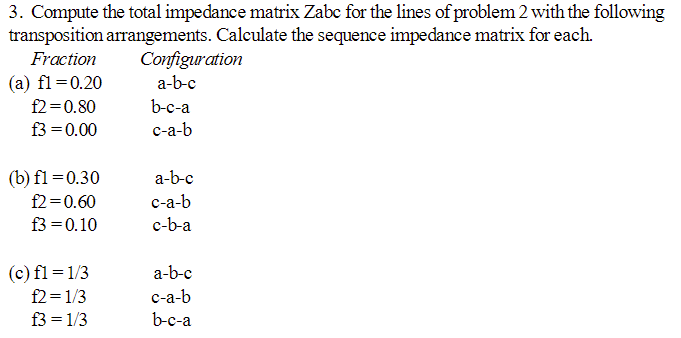 3. Compute the total impedance matrix Zabc for the lines of problem 2 with the following
transposition arrangements. Calculate the sequence impedance matrix for each.
Fraction Configuration
(a) f1 = 0.20 a-b-c
f2 = 0.80 b-c-a
f3 = 0.00 c-a-b
(b) f1 = 0.30 a-b-c
f2 = 0.60 c-a-b
f3 = 0.10 c-b-a
(c) f1 = 1/3 a-b-c
f2 = 1/3 c-a-b
f3 = 1/3 b-c-a